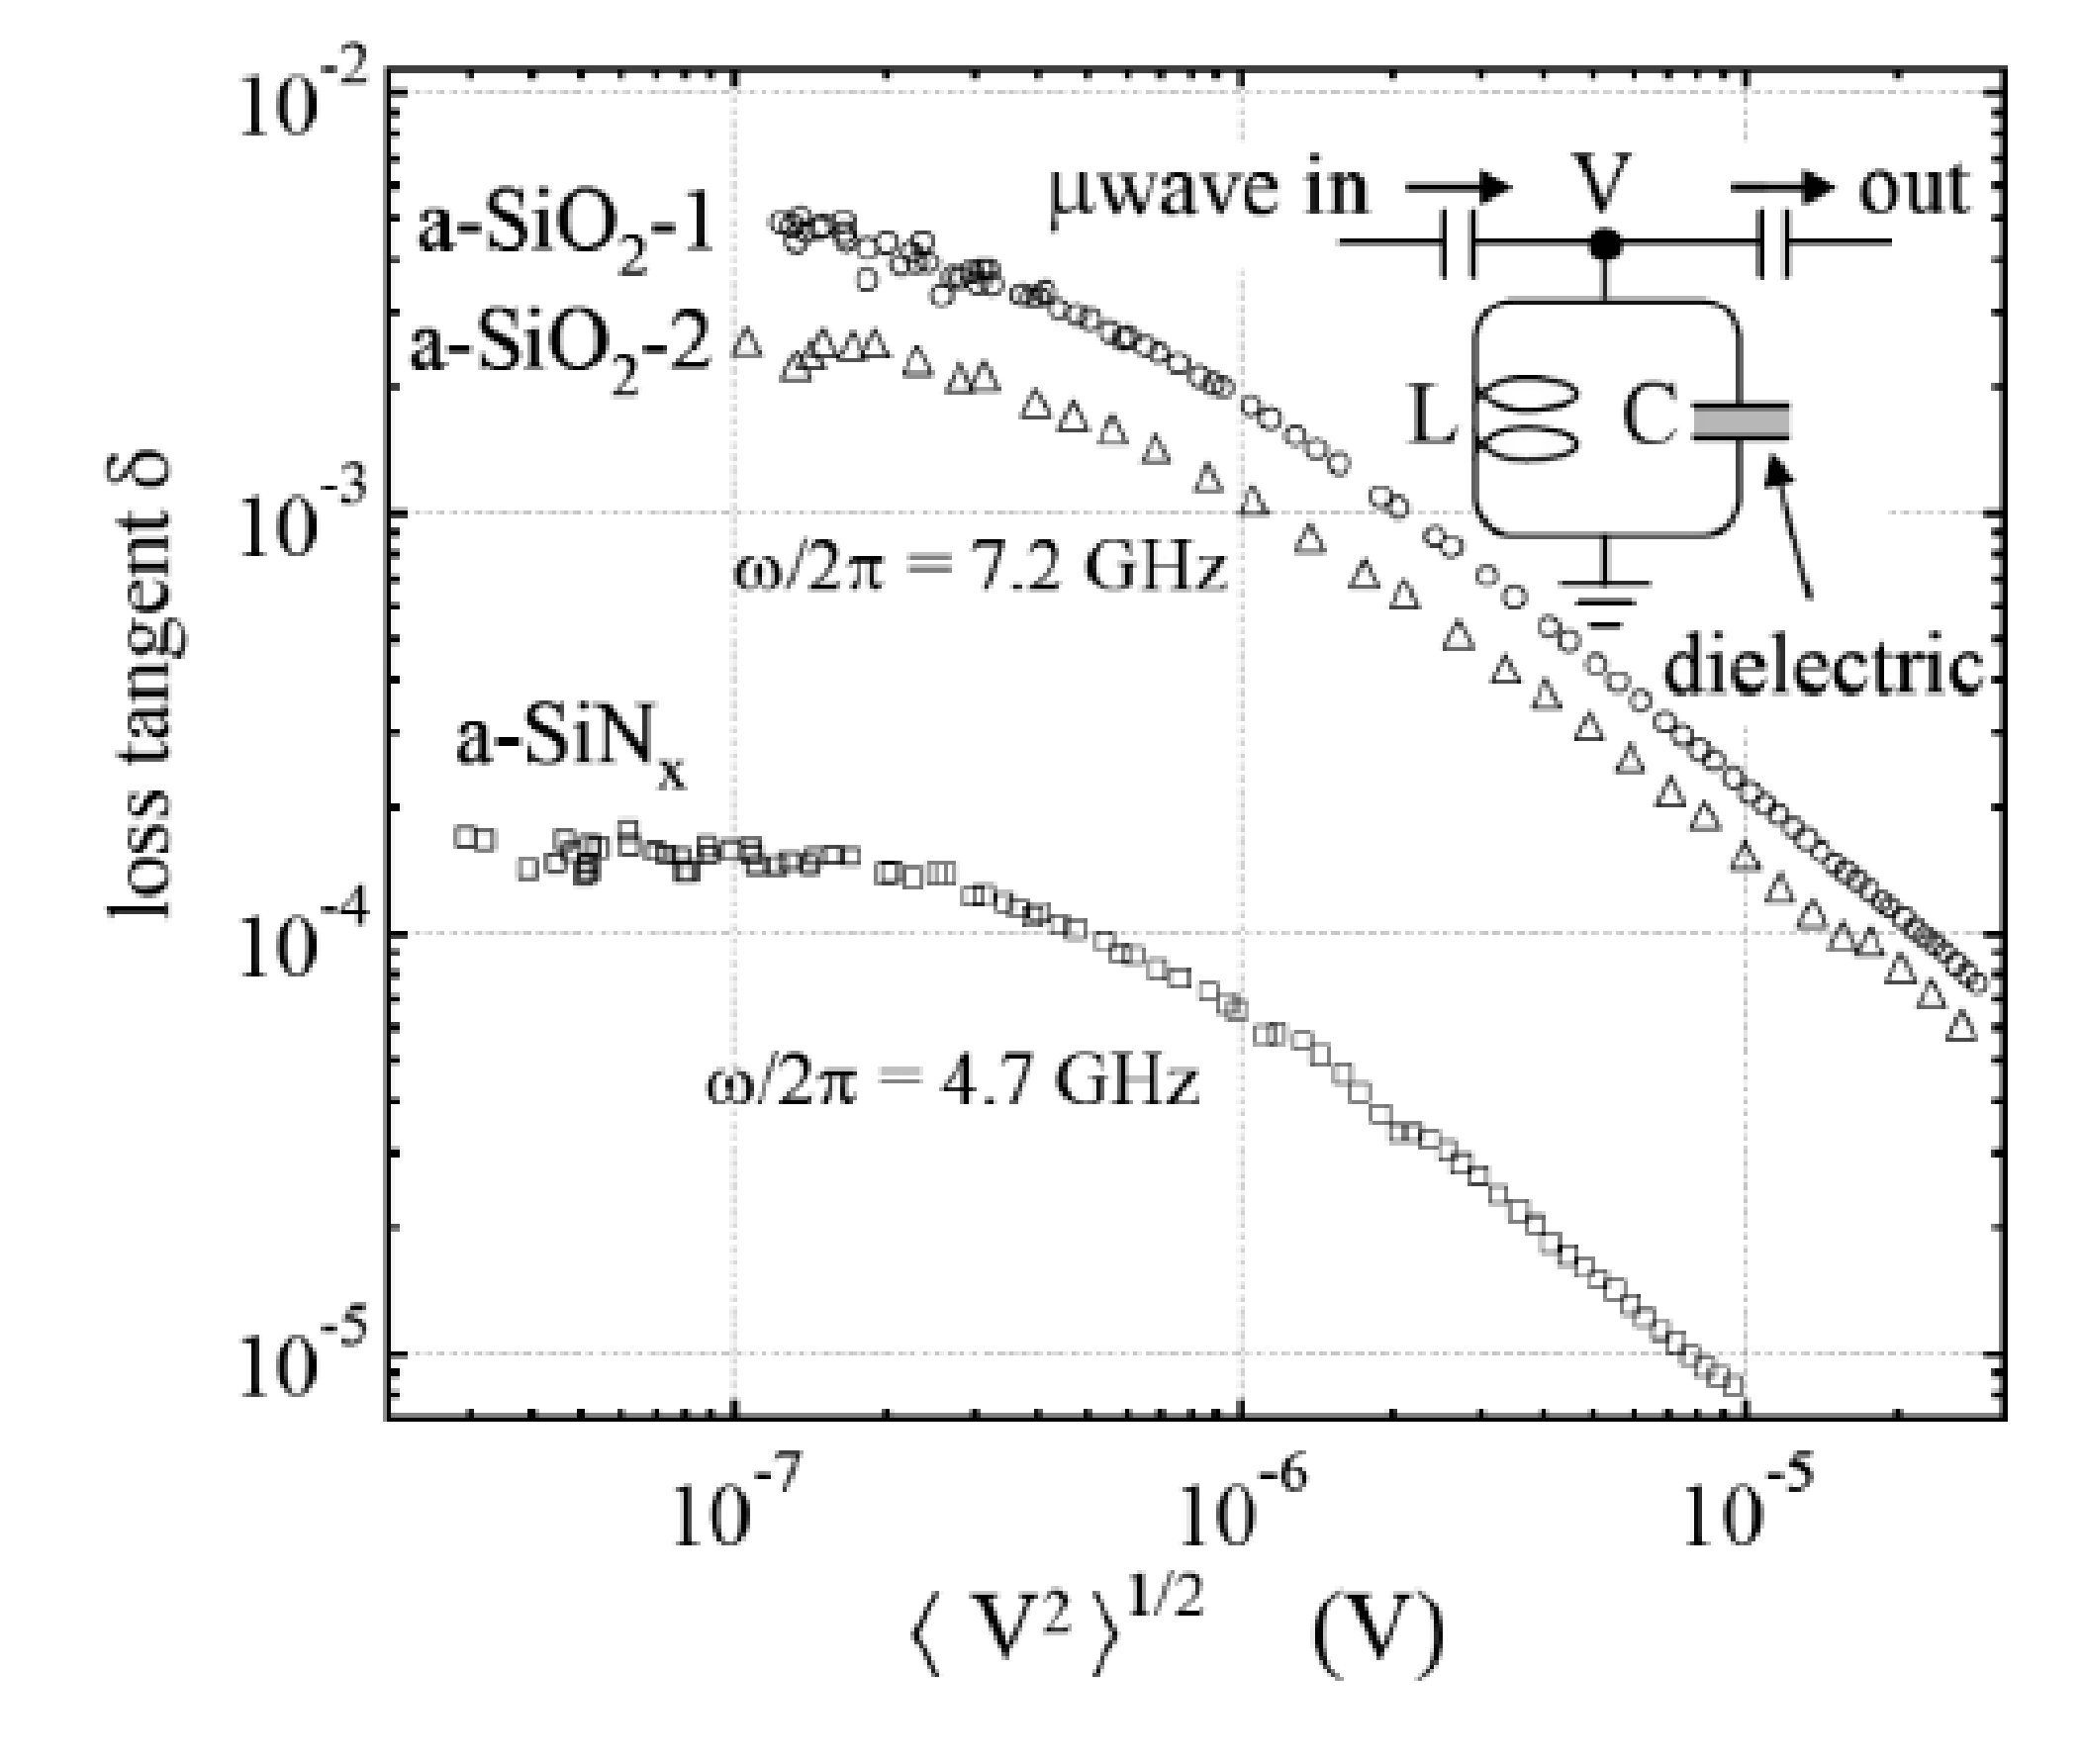 10⁻²
a-SiO₂-1
μwave in
V
out
a-SiO₂-2
L
C
10⁻³
ω/2π = 7.2 GHz
dielectric
a-SiNₓ
loss tangent δ
10⁻⁴
ω/2π = 4.7 GHz
10⁻⁵
10⁻⁷
10⁻⁶
10⁻⁵
⟨ V² ⟩¹/² (V)